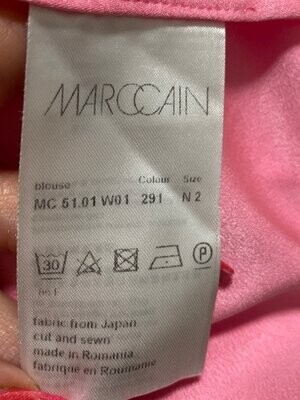 MARCCAIN
blouse Colour Size
MC 51.01 W01 291 N 2
30 P
fabric from Japan
cut and sewn
made in Romania
fabriqué en Roumanie